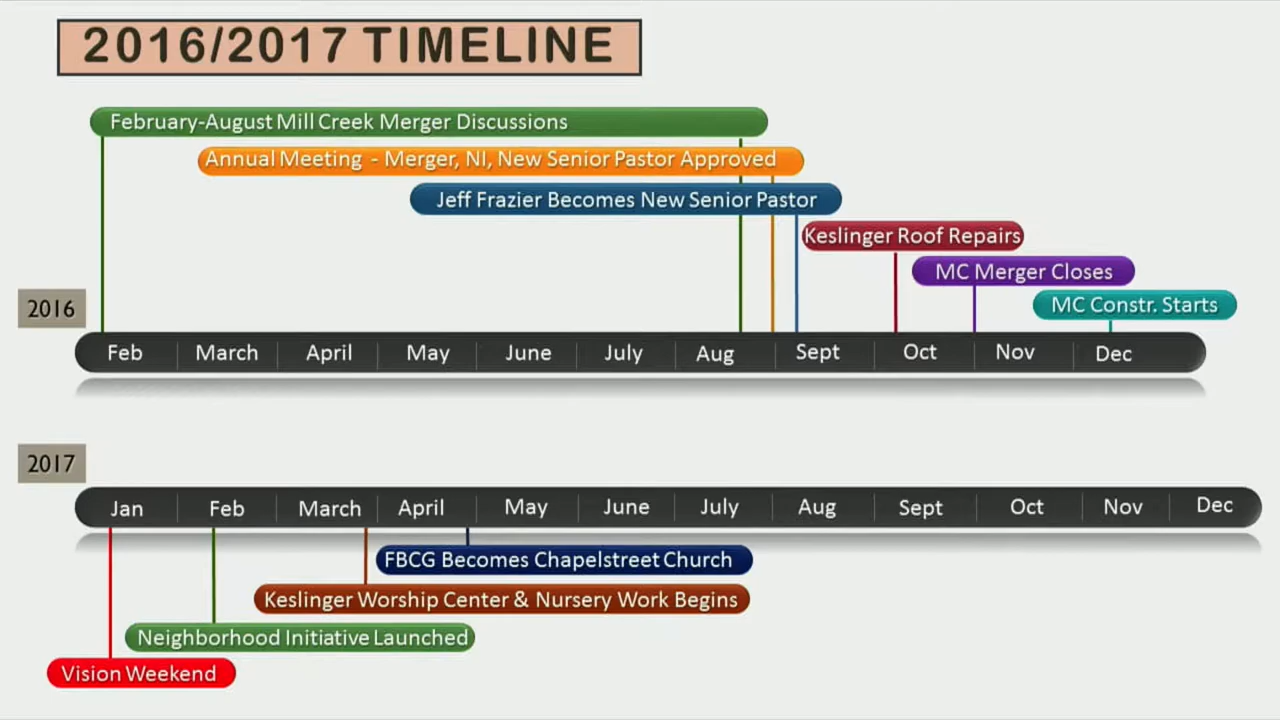 2016/2017 TIMELINE
February-August Mill Creek Merger Discussions
Annual Meeting - Merger, NI, New Senior Pastor Approved
Jeff Frazier Becomes New Senior Pastor
Keslinger Roof Repairs
MC Merger Closes
MC Constr. Starts
2016
Feb March April May June July Aug Sept Oct Nov Dec
2017
Jan Feb March April May June July Aug Sept Oct Nov Dec
FBCG Becomes Chapelstreet Church
Keslinger Worship Center & Nursery Work Begins
Neighborhood Initiative Launched
Vision Weekend